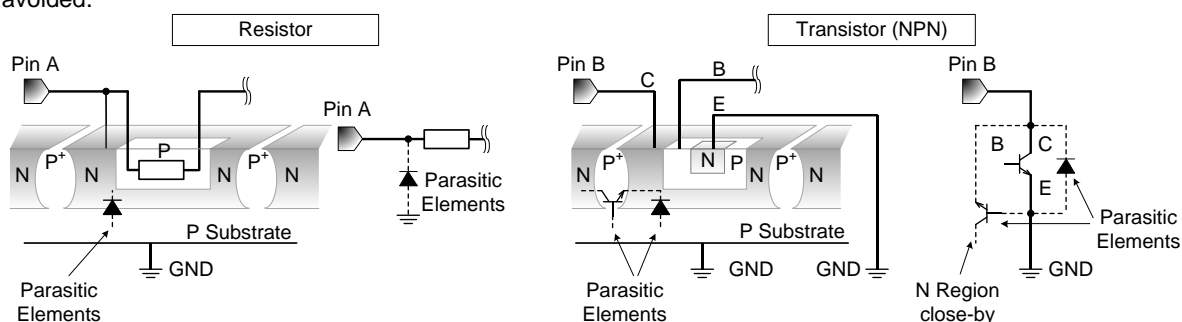 avoided.
Resistor
Transistor (NPN)
Pin A
Pin A
Pin B
C
B
E
Pin B
N
P+
N
P
N
P+
N
Parasitic
Elements
P Substrate
GND
Parasitic
Elements
N
P+
N
N
P
N
P+
N
P Substrate
GND
GND
Parasitic
Elements
B
C
E
Parasitic
Elements
GND
N Region
close-by